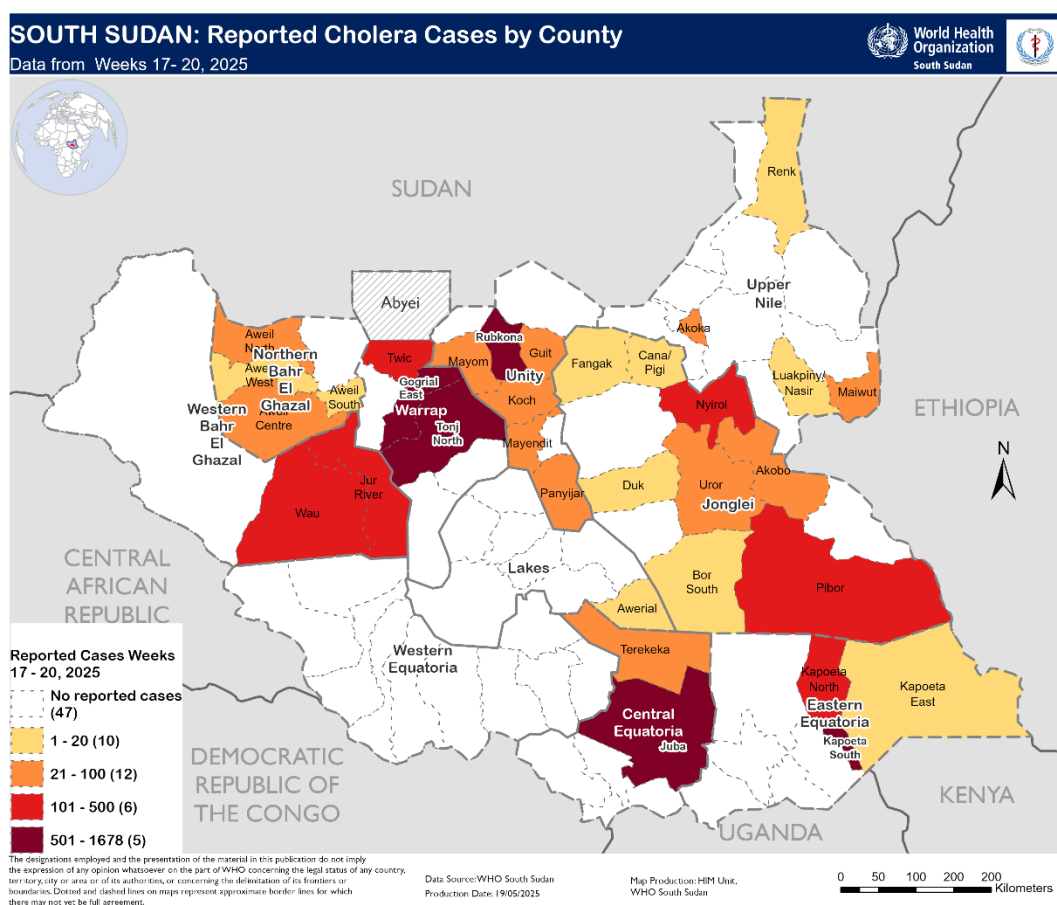 SOUTH SUDAN: Reported Cholera Cases by County
Data from Weeks 17- 20, 2025
World Health
Organization
South Sudan
SUDAN
Renk
Upper
Nile
Abyei
Akoka
Rubkona
Aweil
North
Northern
Bahr
El
Ghazal
Aweil
West
Twic
Mayom
Guit
Fangak
Cana/
Pigi
Unity
Luakpiny/
Nasir
Maiwut
Gogrial
East
Warrap
Aweil
South
Koch
Nyirol
ETHIOPIA
Western
Bahr
El
Ghazal
Centre
Tonj
North
Mayendit
N
Jur
River
Panyijar
Duk
Uror
Akobo
Jonglei
Wau
CENTRAL
AFRICAN
REPUBLIC
Lakes
Bor
South
Pibor
Awerial
Western
Equatoria
Terekeka
Kapoeta
North
Kapoeta
East
Eastern
Equatoria
Central
Equatoria
Juba
Kapoeta
South
DEMOCRATIC
REPUBLIC OF
THE CONGO
KENYA
UGANDA
Reported Cases Weeks
17 - 20, 2025
No reported cases
(47)
1 - 20 (10)
21 - 100 (12)
101 - 500 (6)
501 - 1678 (5)
The designations employed and the presentation of the material in this publication do not imply
the expression of any opinion whatsoever on the part of WHO concerning the legal status of any country,
territory, city or area or of its authorities, or concerning the delimitation of its frontiers or
boundaries. Dotted and dashed lines on maps represent approximate border lines for which
there may not yet be full agreement.
Data Source: WHO South Sudan
Production Date: 19/05/2025
Map Production: HIM Unit,
WHO South Sudan
0 50 100 200 200
Kilometers